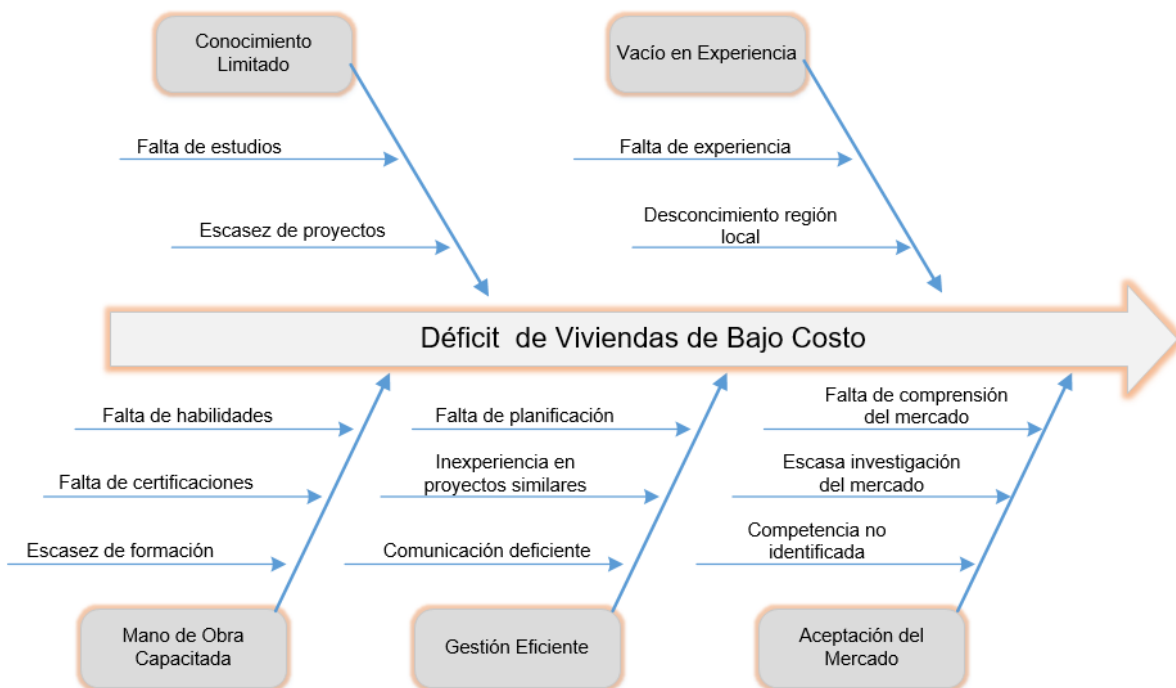 Conocimiento
Limitado
Vacío en Experiencia
Falta de estudios
Falta de experiencia
Escasez de proyectos
Desconcimiento región
local
Déficit de Viviendas de Bajo Costo
Falta de habilidades
Falta de planificación
Falta de comprensión
del mercado
Falta de certificaciones
Inexperiencia en
proyectos similares
Escasa investigación
del mercado
Escasez de formación
Comunicación deficiente
Competencia no
identificada
Mano de Obra
Capacitada
Gestión Eficiente
Aceptación del
Mercado